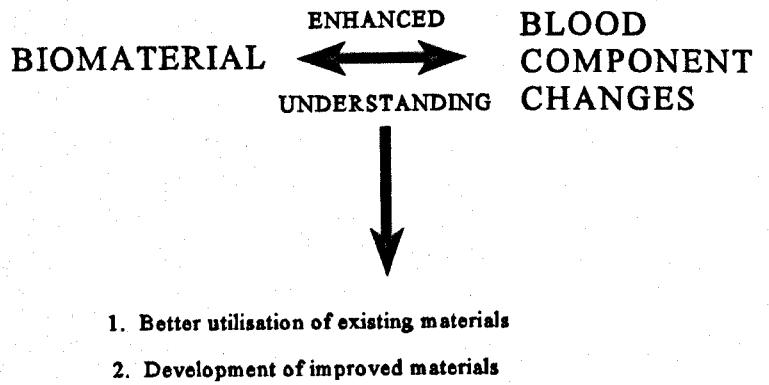 ENHANCED
BIOMATERIAL
UNDERSTANDING
BLOOD
COMPONENT
CHANGES
1. Better utilisation of existing materials
2. Development of improved materials